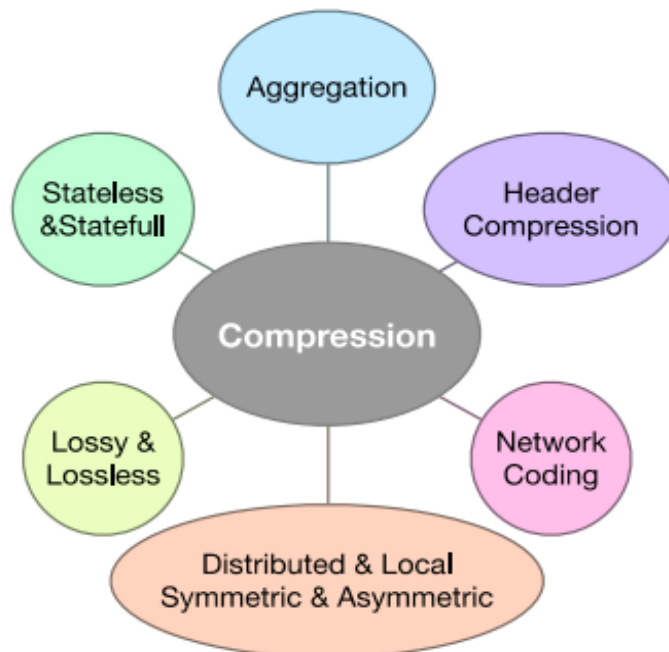 Aggregation
Stateless
&Statefull
Header
Compression
Compression
Lossy &
Lossless
Network
Coding
Distributed & Local
Symmetric & Asymmetric